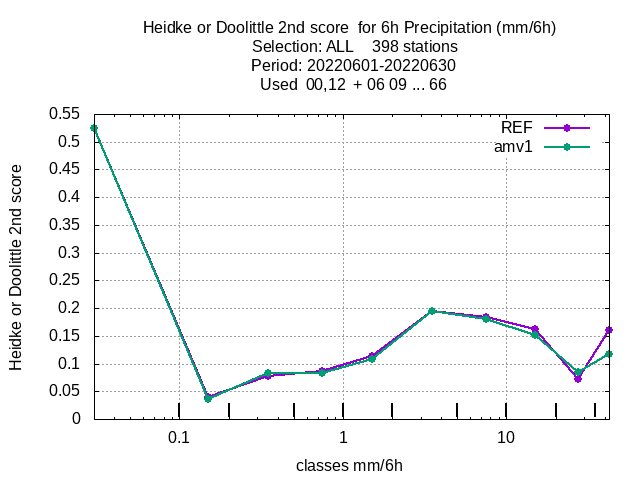 Heidke or Doolittle 2nd score  for 6h Precipitation (mm/6h)
Selection: ALL    398 stations
Period: 20220601-20220630
Used  00,12  + 06 09 ... 66
REF
amv1
0.55
0.5
0.45
0.4
0.35
0.3
0.25
0.2
0.15
0.1
0.05
0
Heidke or Doolittle 2nd score
0.1
1
10
classes mm/6h